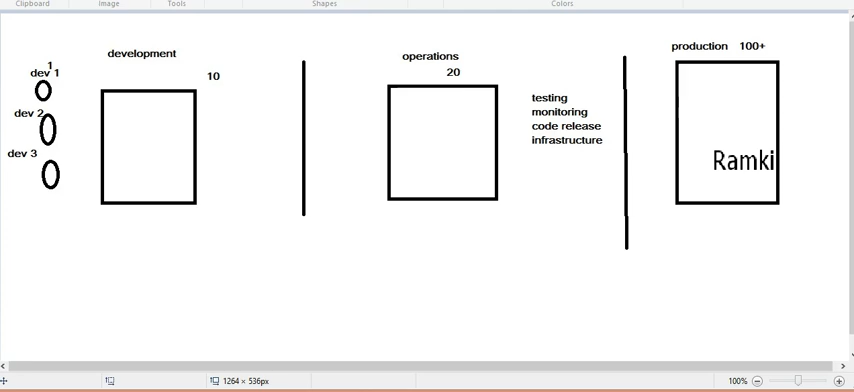 Clipboard
Image
Tools
Shapes
Colors
development
operations
production 100+
1
dev 1
10
20
dev 2
testing
monitoring
code release
infrastructure
dev 3
Ramki
1264 × 536px
100%